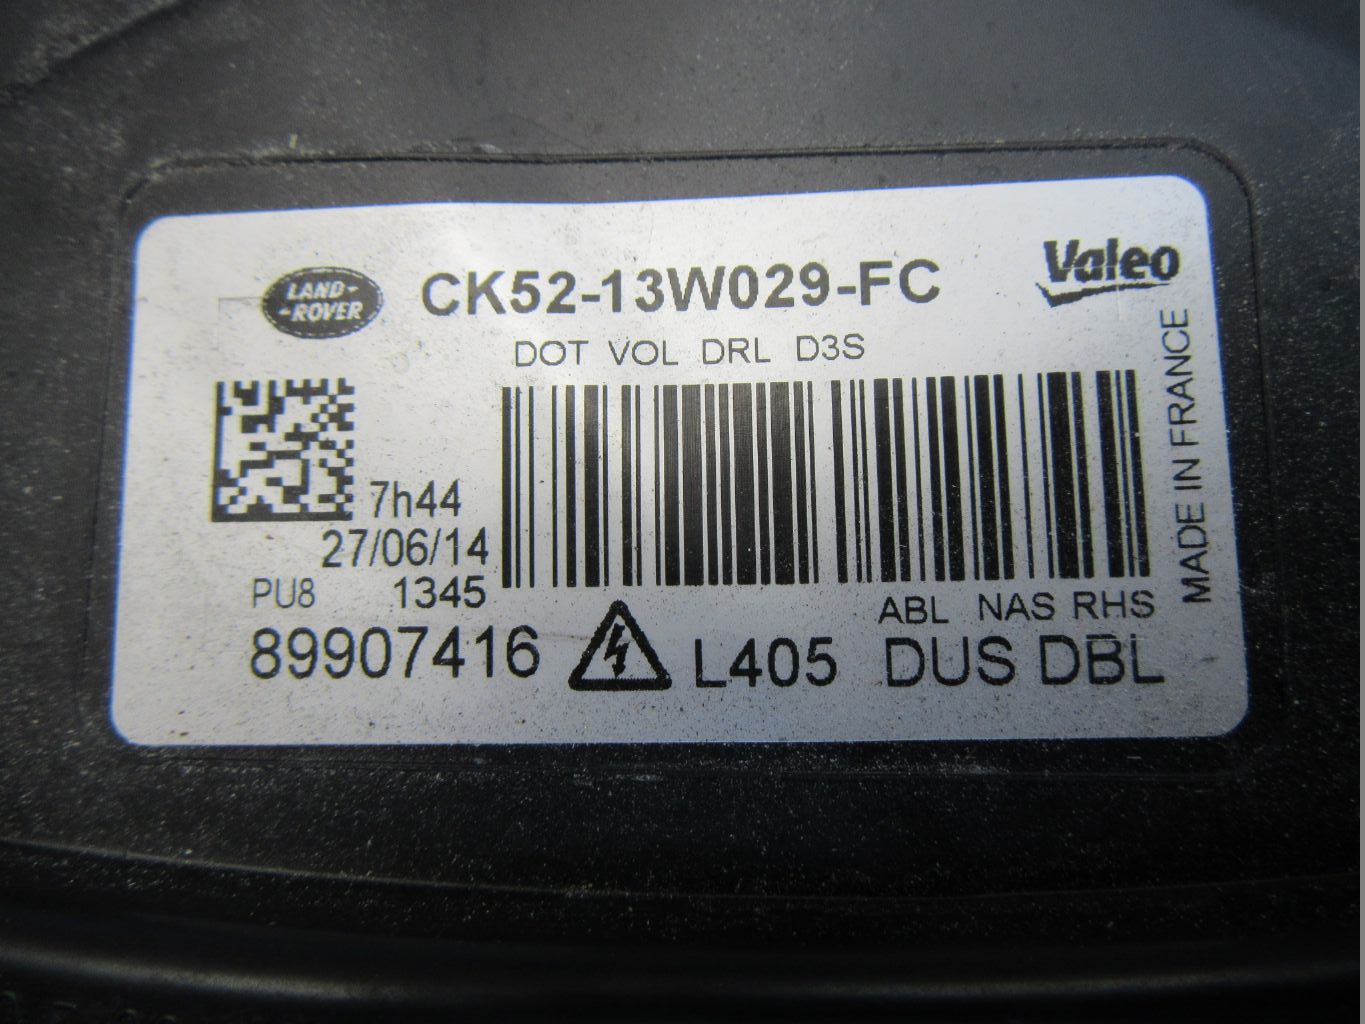 LAND-
-ROVER
CK52-13W029-FC
Valeo
DOT VOL DRL D3S
MADE IN FRANCE
7h44
27/06/14
PU8 1345
ABL NAS RHS
89907416 L405 DUS DBL